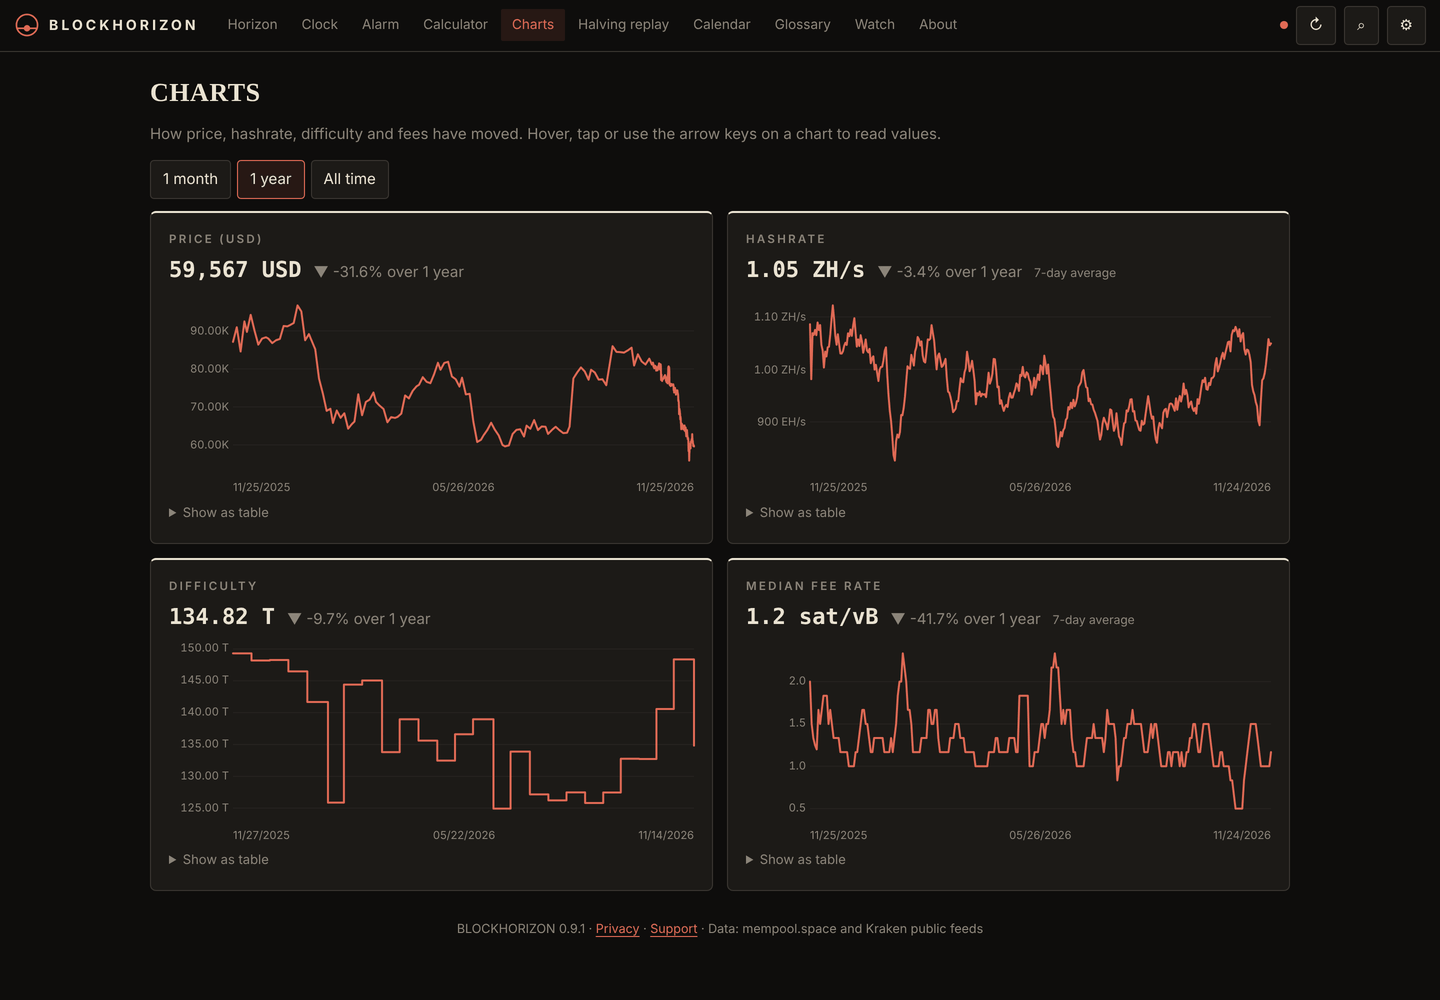 BLOCKHORIZON Horizon Clock Alarm Calculator Charts Halving replay Calendar Glossary Watch About
CHARTS
How price, hashrate, difficulty and fees have moved. Hover, tap or use the arrow keys on a chart to read values.
1 month 1 year All time
PRICE (USD)
59,567 USD ▼ -31.6% over 1 year
90.00K
80.00K
70.00K
60.00K
11/25/2025 05/26/2026 11/25/2026
▶ Show as table
HASHRATE
1.05 ZH/s ▼ -3.4% over 1 year 7-day average
1.10 ZH/s
1.00 ZH/s
900 EH/s
11/25/2025 05/26/2026 11/24/2026
▶ Show as table
DIFFICULTY
134.82 T ▼ -9.7% over 1 year
150.00 T
145.00 T
140.00 T
135.00 T
130.00 T
125.00 T
11/27/2025 05/22/2026 11/14/2026
▶ Show as table
MEDIAN FEE RATE
1.2 sat/vB ▼ -41.7% over 1 year 7-day average
2.0
1.5
1.0
0.5
11/25/2025 05/26/2026 11/24/2026
▶ Show as table
BLOCKHORIZON 0.9.1 · Privacy · Support · Data: mempool.space and Kraken public feeds